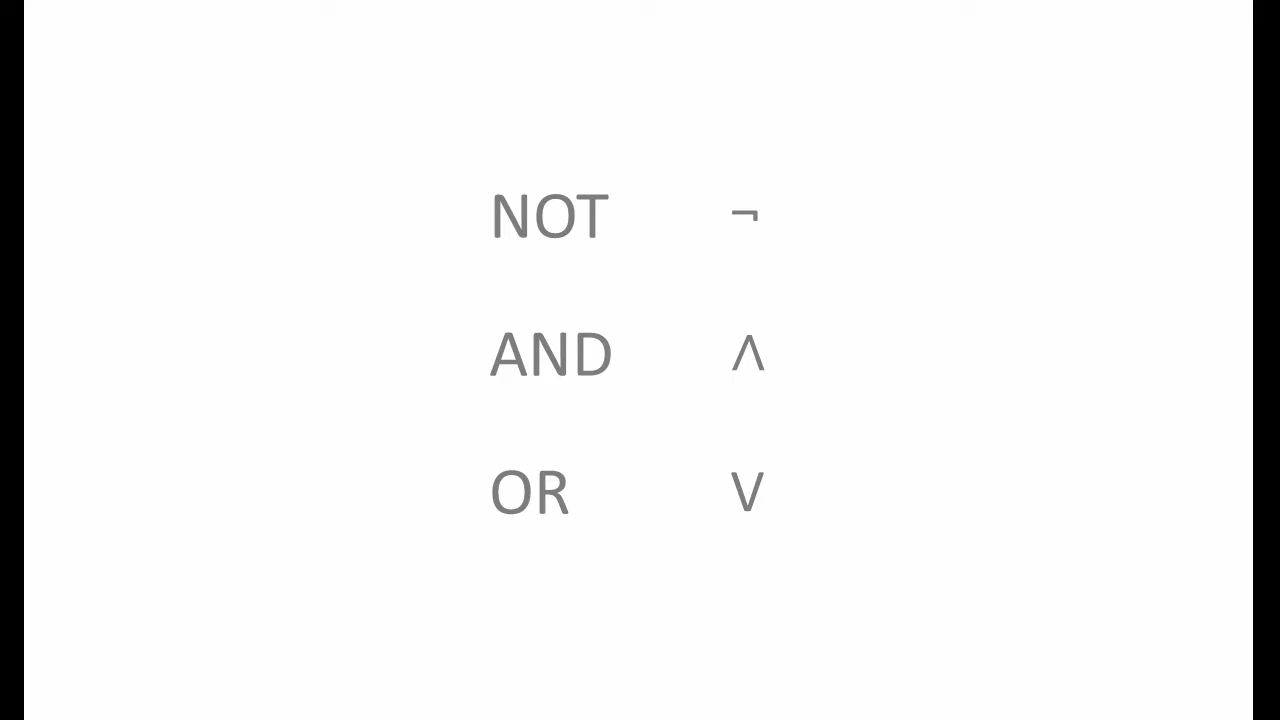 NOT ¬
AND ∧
OR ∨